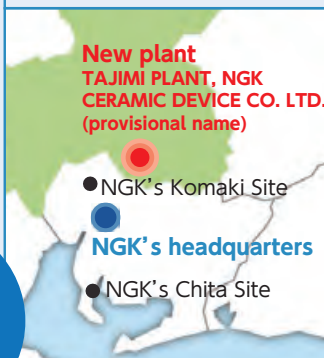 New plant
TAJIMI PLANT, NGK
CERAMIC DEVICE CO. LTD.
(provisional name)
NGK’s Komaki Site
NGK’s headquarters
NGK’s Chita Site